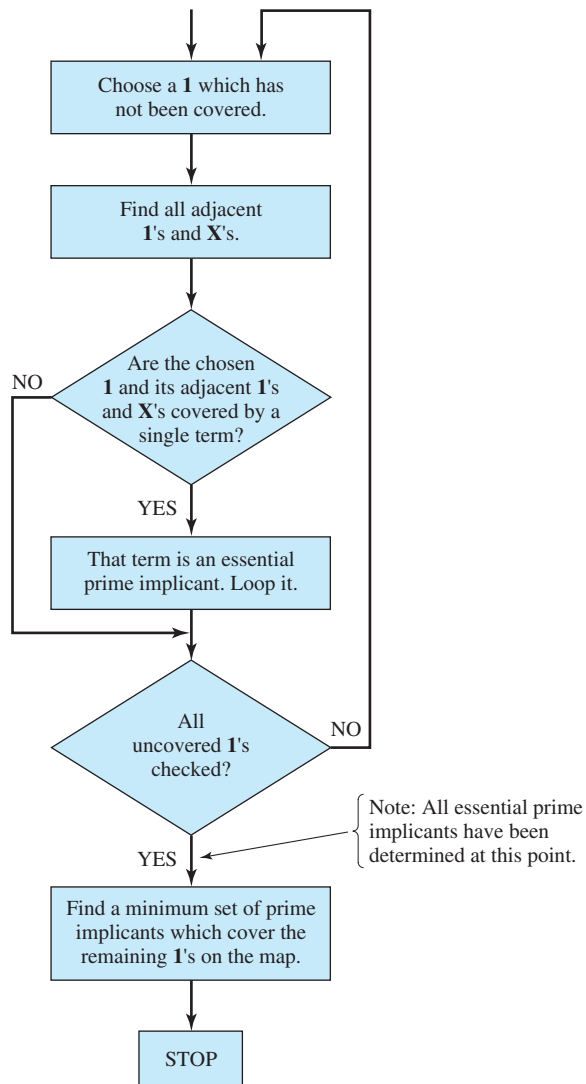 Choose a 1 which has
not been covered.
Find all adjacent
1's and X's.
Are the chosen
1 and its adjacent 1's
and X's covered by a
single term?
NO
YES
That term is an essential
prime implicant. Loop it.
All
uncovered 1's
checked?
NO
Note: All essential prime
implicants have been
determined at this point.
YES
Find a minimum set of prime
implicants which cover the
remaining 1's on the map.
STOP